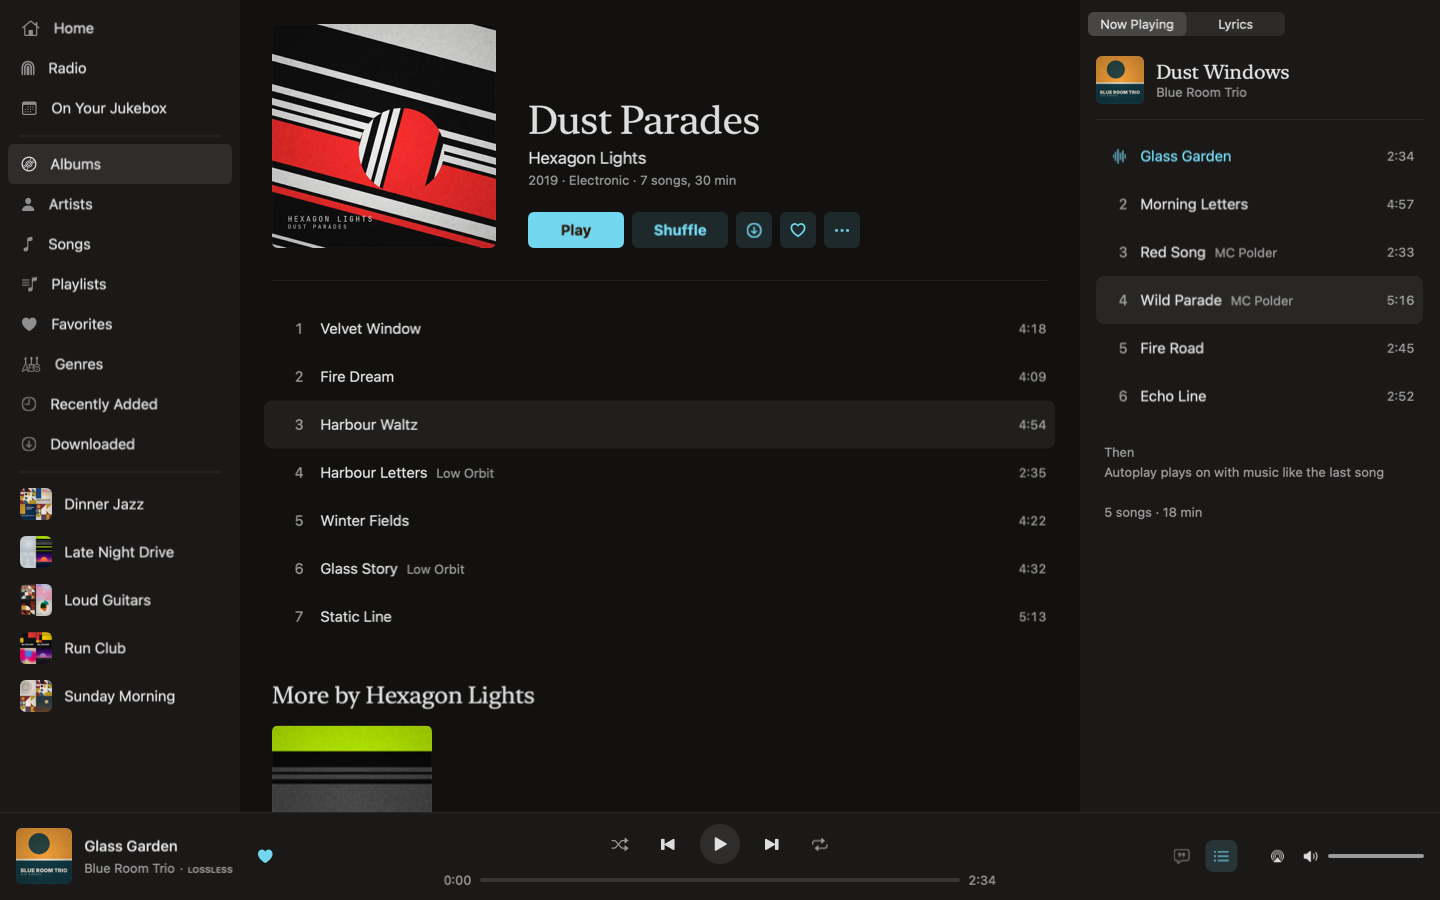 Home
Radio
On Your Jukebox
Albums
Artists
Songs
Playlists
Favorites
Genres
Recently Added
Downloaded
Dinner Jazz
Late Night Drive
Loud Guitars
Run Club
Sunday Morning
HEXAGON LIGHTS
DUST PARADES
Dust Parades
Hexagon Lights
2019 · Electronic · 7 songs, 30 min
Play
Shuffle
1 Velvet Window 4:18
2 Fire Dream 4:09
3 Harbour Waltz 4:54
4 Harbour Letters Low Orbit 2:35
5 Winter Fields 4:22
6 Glass Story Low Orbit 4:32
7 Static Line 5:13
More by Hexagon Lights
Now Playing Lyrics
BLUE ROOM TRIO
Dust Windows
Blue Room Trio
Glass Garden 2:34
2 Morning Letters 4:57
3 Red Song MC Polder 2:33
4 Wild Parade MC Polder 5:16
5 Fire Road 2:45
6 Echo Line 2:52
Then
Autoplay plays on with music like the last song
5 songs · 18 min
BLUE ROOM TRIO
Glass Garden
Blue Room Trio · LOSSLESS
0:00 2:34